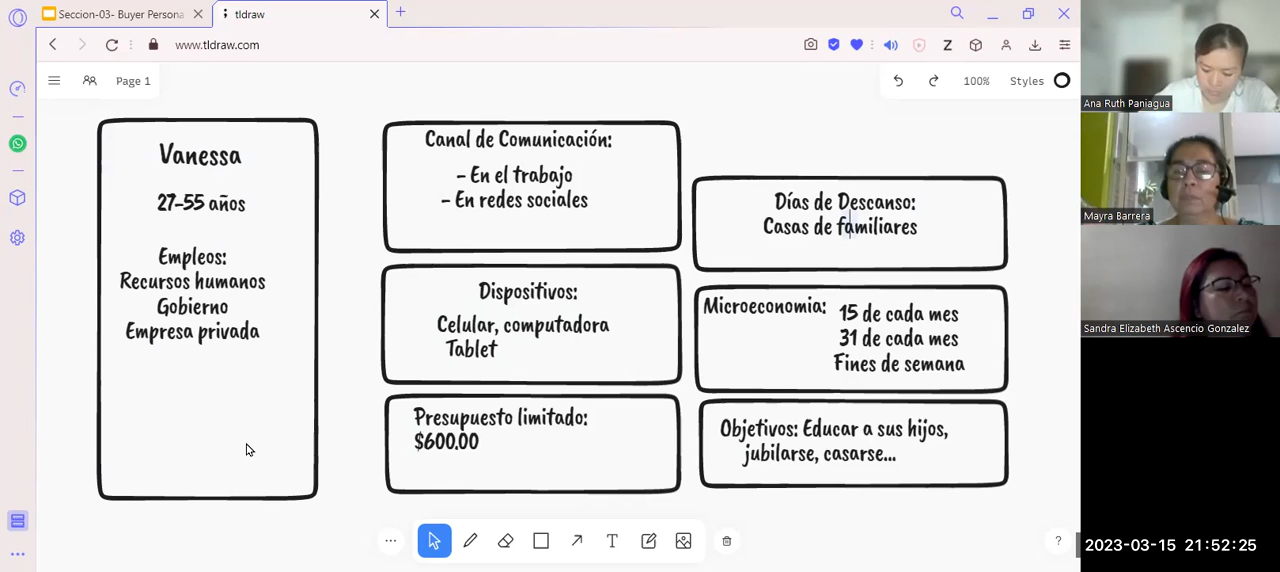 Seccion-03- Buyer Persona
tldraw
www.tldraw.com
Page 1
100%
Styles
Vanessa
27-55 años
Empleos:
Recursos humanos
Gobierno
Empresa privada
Canal de Comunicación:
- En el trabajo
- En redes sociales
Dispositivos:
Celular, computadora
Tablet
Presupuesto limitado:
$600.00
Días de Descanso:
Casas de familiares
Microeconomia:
15 de cada mes
31 de cada mes
Fines de semana
Objetivos: Educar a sus hijos,
jubilarse, casarse...
Ana Ruth Paniagua
Mayra Barrera
Sandra Elizabeth Ascencio Gonzalez
2023-03-15 21:52:25